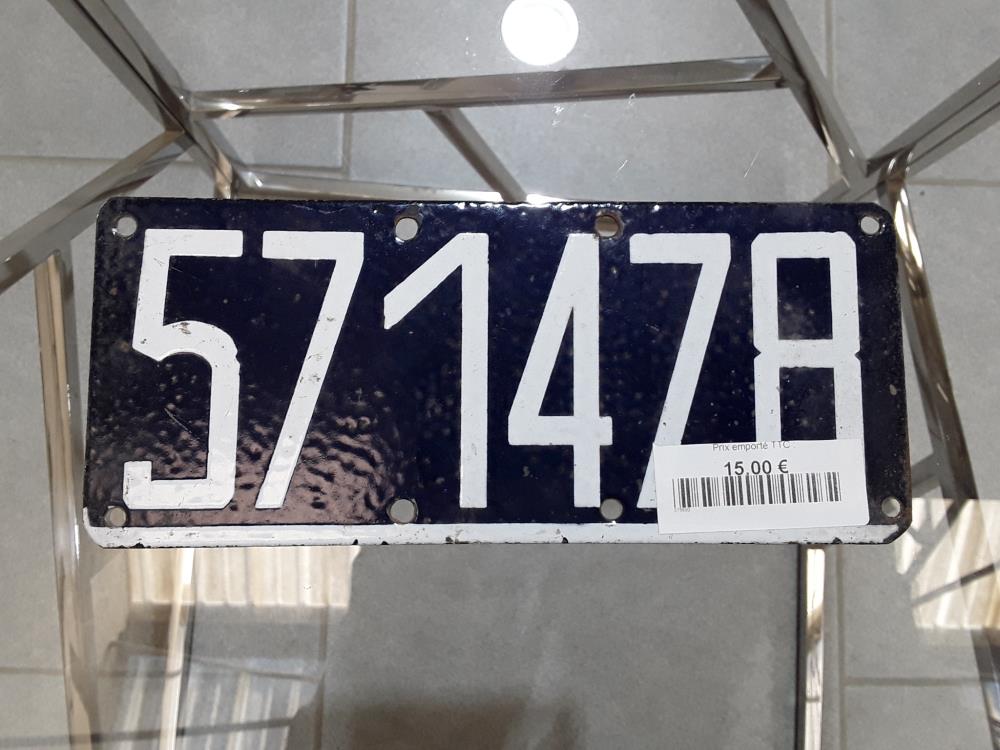 571478
Prix emporté TTC :
15,00 €